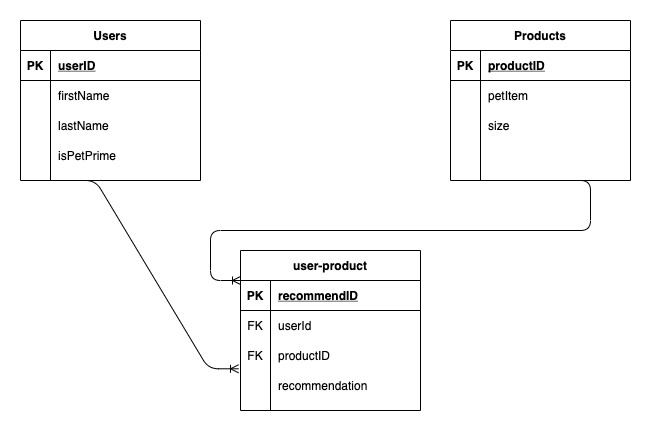 Users
PK userID
firstName
lastName
isPetPrime
Products
PK productID
petItem
size
user-product
PK recommendID
FK userId
FK productID
recommendation